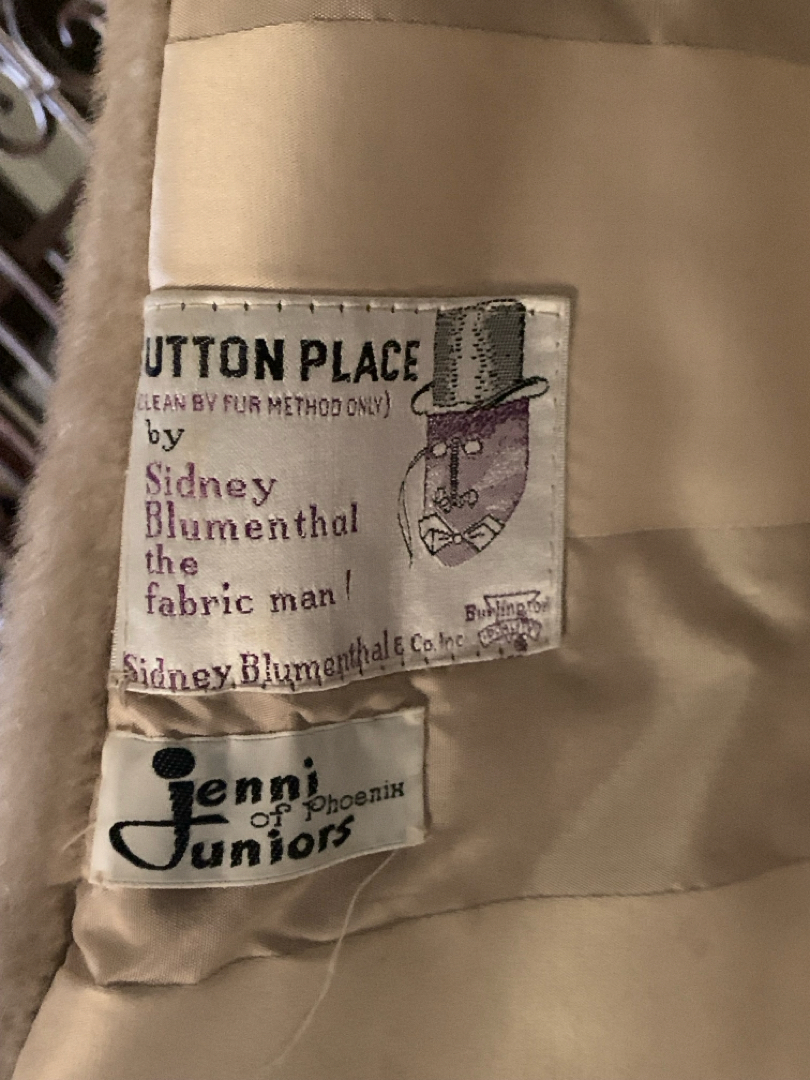 UTTON PLACE
CLEAN BY FUR METHOD ONLY)
by
Sidney
Blumenthal
the
fabric man!
Burlington
Sidney Blumenthal & Co. Inc
jenni
of Phoenix
Juniors